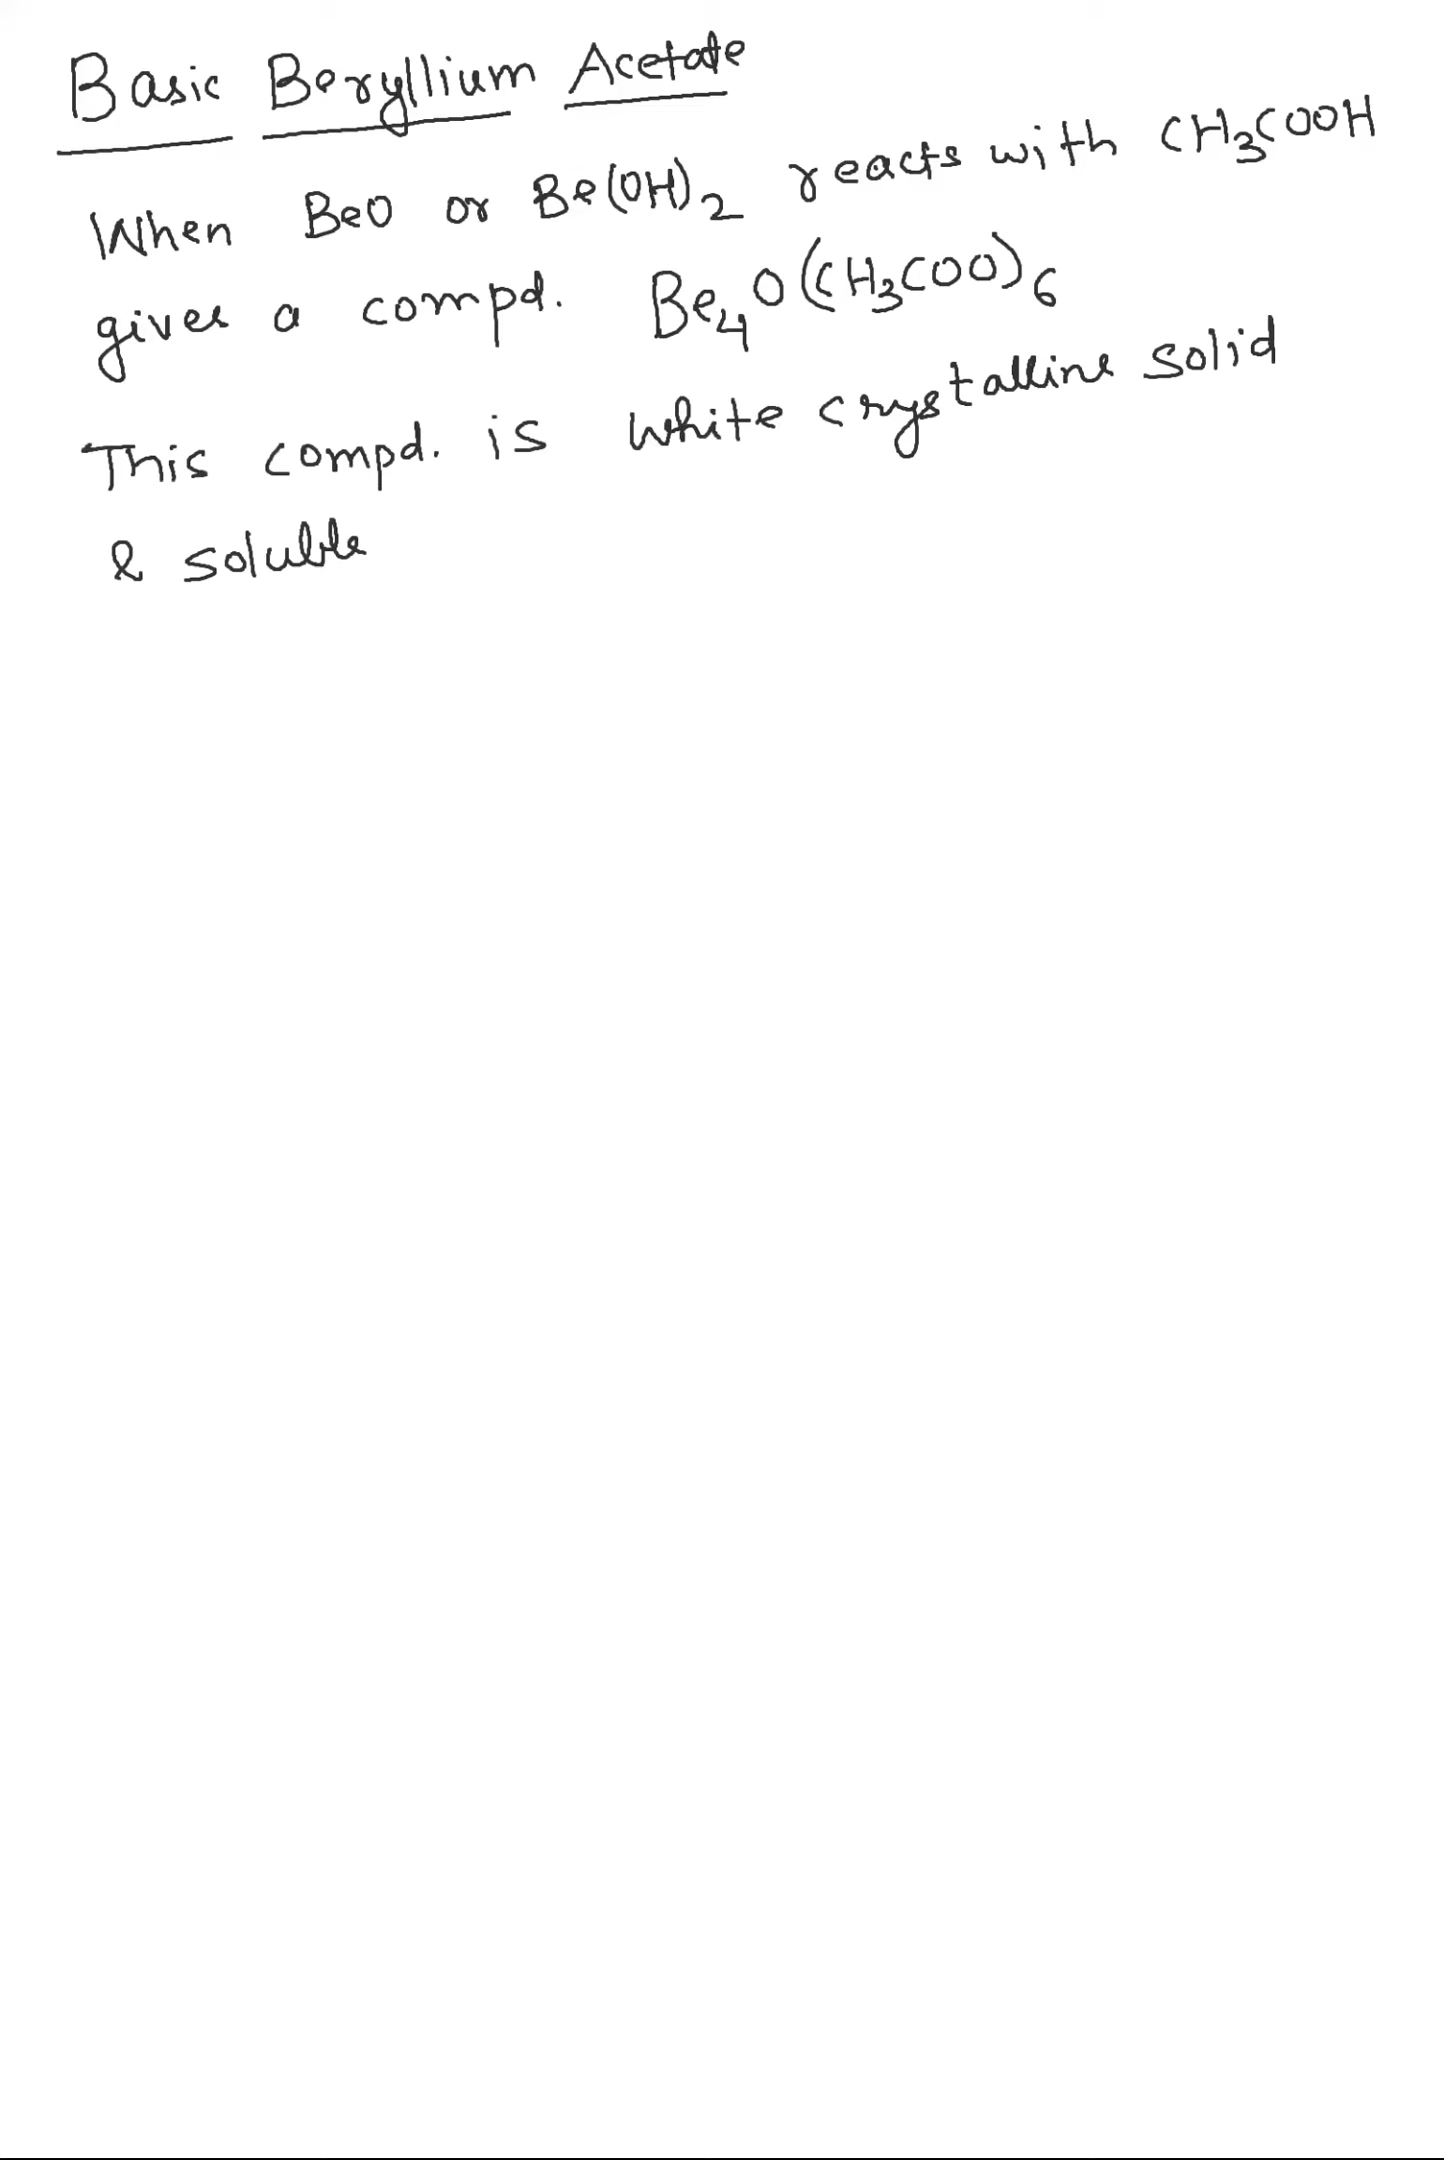 Basic Beryllium Acetate
When BeO or Be(OH)₂ reacts with CH₃COOH
gives a compd. Be₄O(CH₃COO)₆
This compd. is white crystalline solid
& soluble